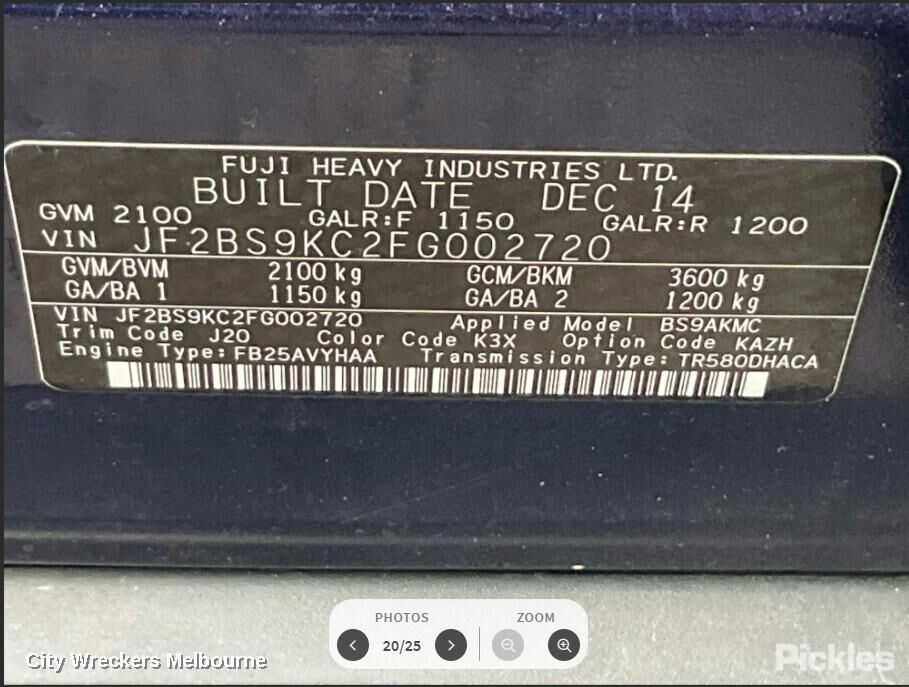 FUJI HEAVY INDUSTRIES LTD.
BUILT DATE DEC 14
GVM 2100 GALR:F 1150 GALR:R 1200
VIN JF2BS9KC2FG002720
GVM/BVM 2100 kg GCM/BKM 3600 kg
GA/BA 1 1150 kg GA/BA 2 1200 kg
VIN JF2BS9KC2FG002720 Applied Model BS9AKMC
Trim Code J20 Color Code K3X Option Code KAZH
Engine Type: FB25AVYHAA Transmission Type: TR580DHACA
PHOTOS ZOOM
20/25
City Wreckers Melbourne
Pickles